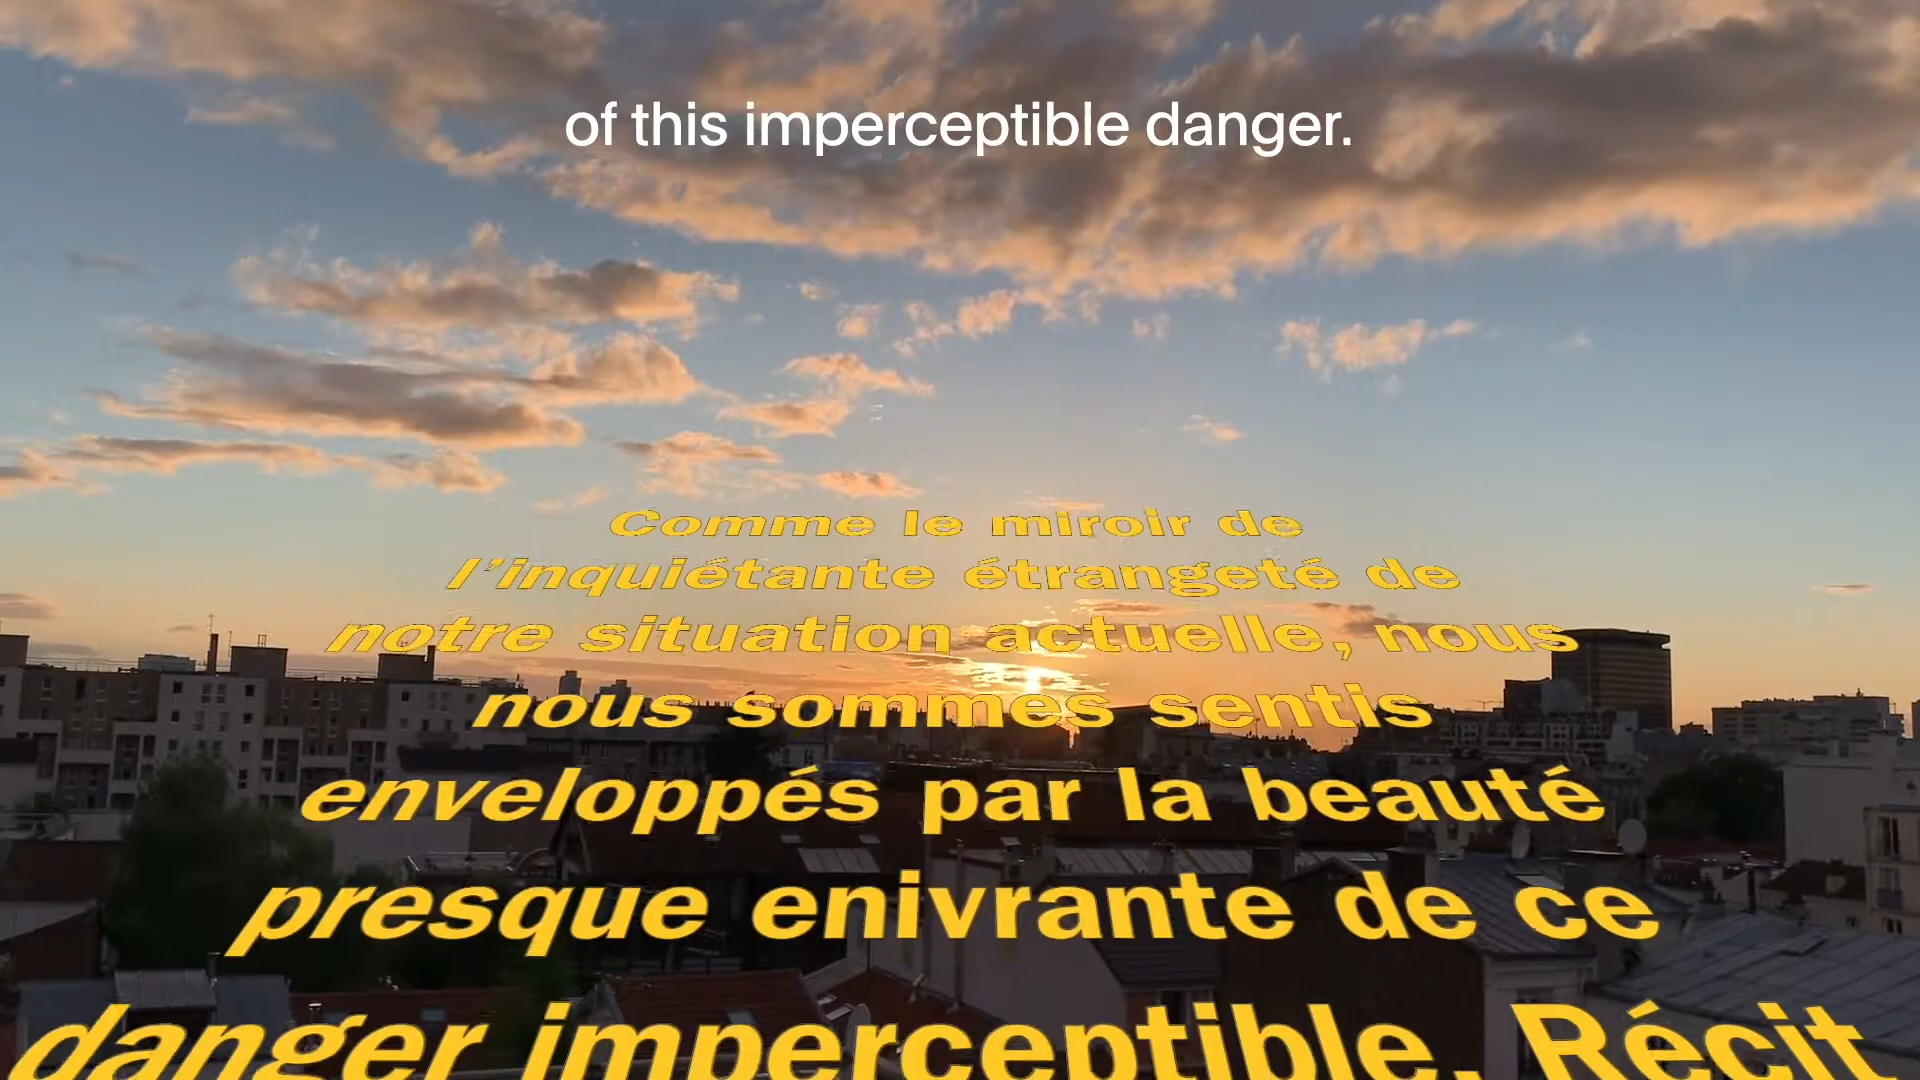 of this imperceptible danger.
Comme le miroir de
l’inquiétante étrangeté de
notre situation actuelle, nous
nous sommes sentis
enveloppés par la beauté
presque enivrante de ce
danger imperceptible. Récit